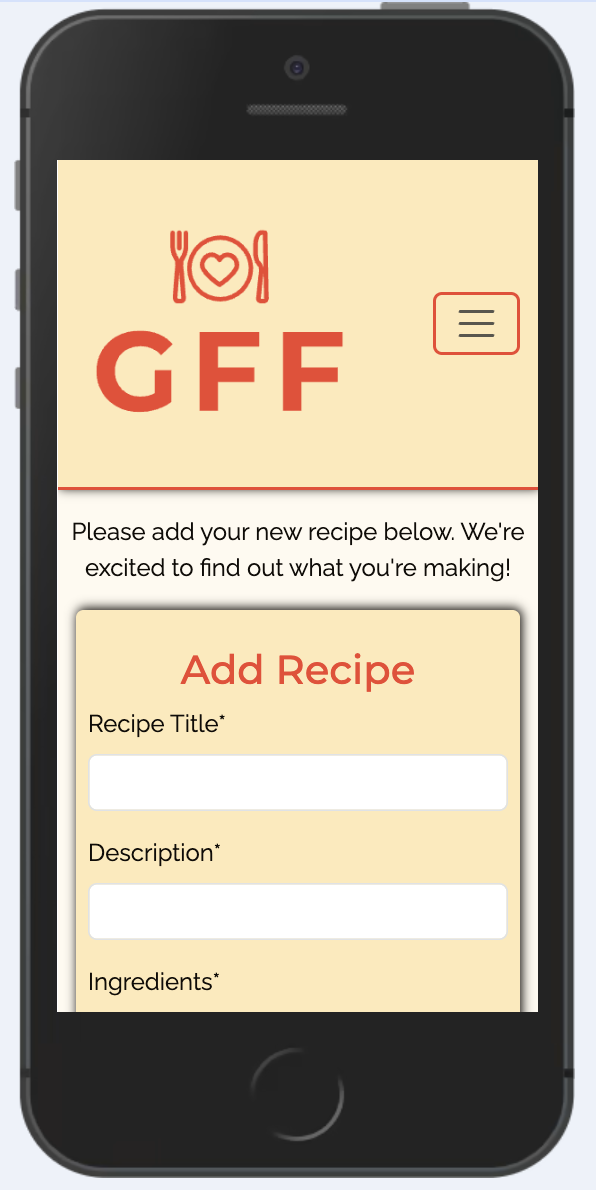 GFF
Please add your new recipe below. We're
excited to find out what you're making!
Add Recipe
Recipe Title*
Description*
Ingredients*